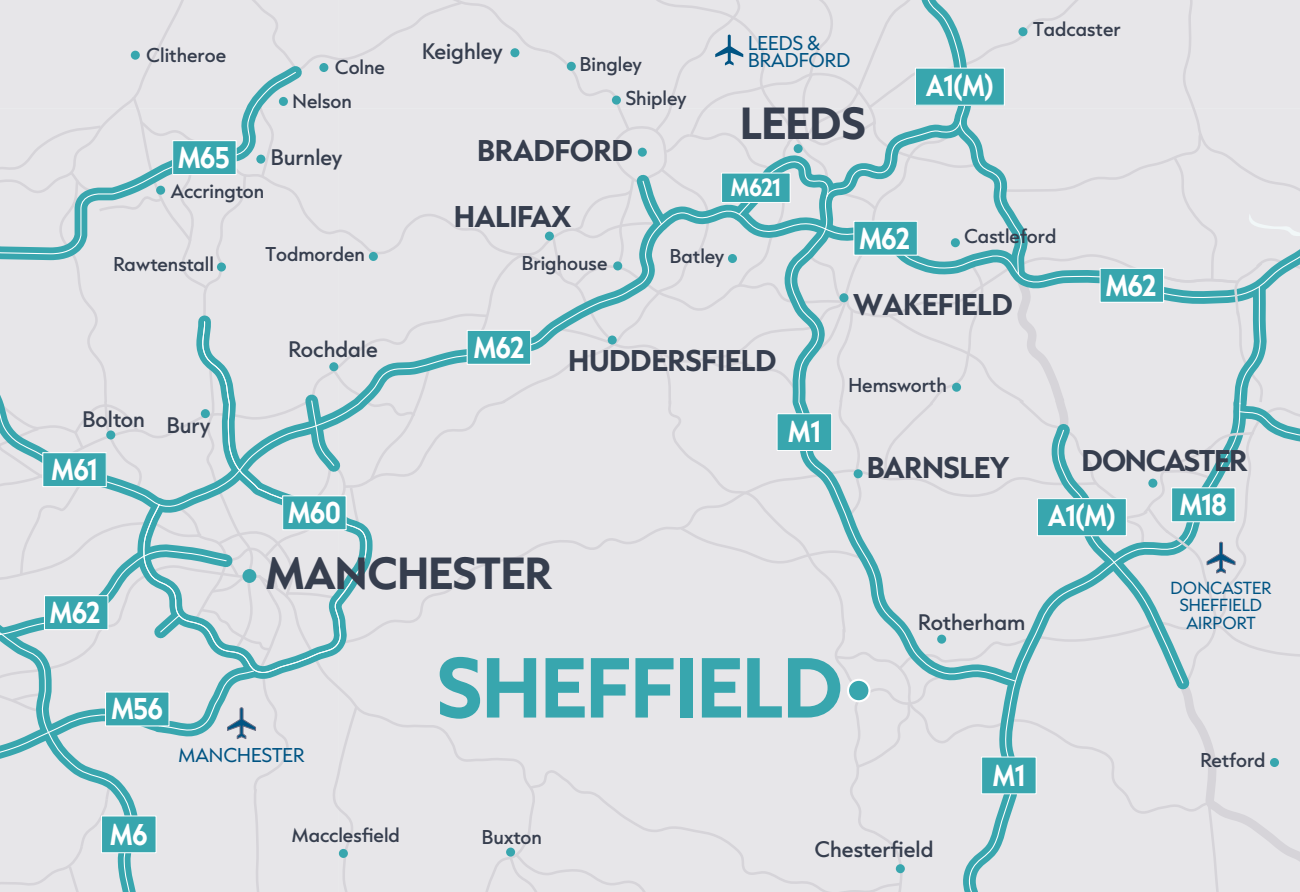 Tadcaster
LEEDS &
BRADFORD
Keighley
Clitheroe
Colne
Bingley
A1(M)
Nelson
Shipley
LEEDS
BRADFORD
M65
Burnley
Accrington
M621
HALIFAX
M62
Castleford
Todmorden
Rawtenstall
Brighouse
Batley
M62
WAKEFIELD
M62
Rochdale
HUDDERSFIELD
Hemsworth
Bolton
Bury
M1
M61
BARNSLEY
DONCASTER
M18
M60
A1(M)
MANCHESTER
DONCASTER
SHEFFIELD
AIRPORT
M62
Rotherham
SHEFFIELD
M56
MANCHESTER
Retford
M1
M6
Macclesfield
Buxton
Chesterfield